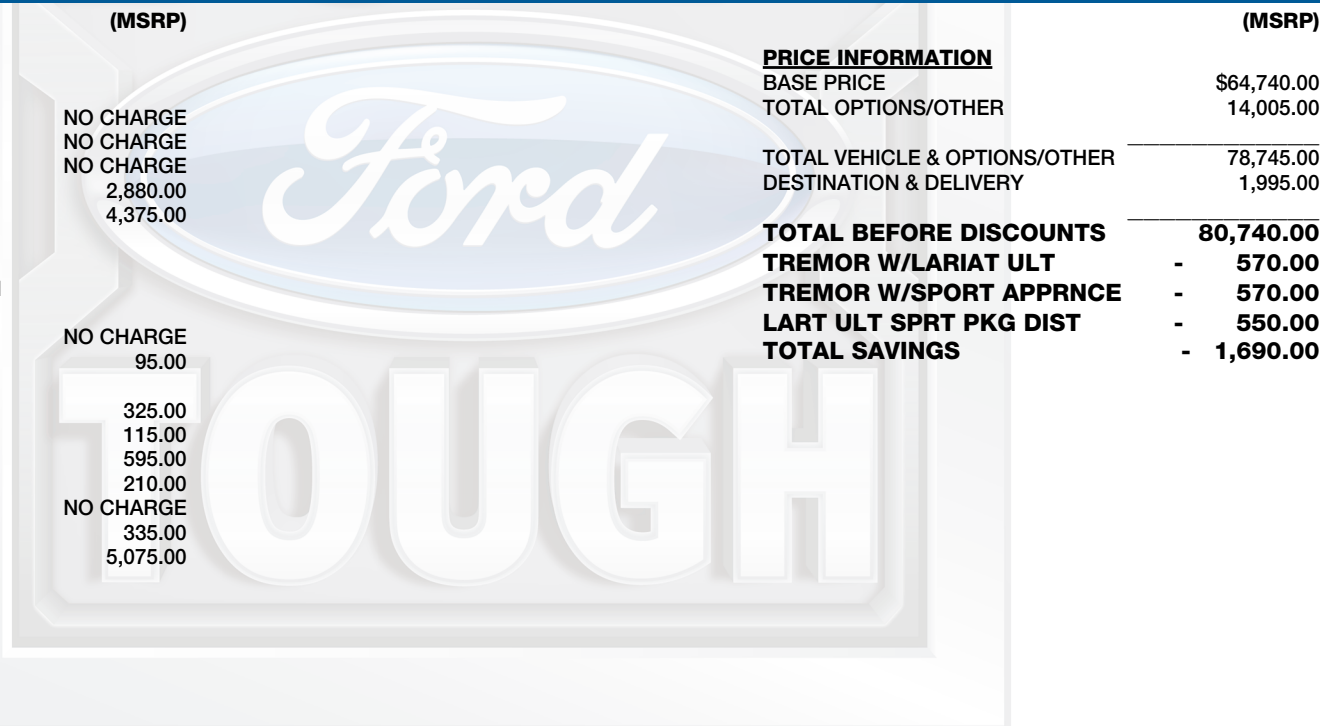 (MSRP)
NO CHARGE
NO CHARGE
NO CHARGE
2,880.00
4,375.00
NO CHARGE
95.00
325.00
115.00
595.00
210.00
NO CHARGE
335.00
5,075.00
Ford
TOUGH
(MSRP)
PRICE INFORMATION
BASE PRICE $64,740.00
TOTAL OPTIONS/OTHER 14,005.00
TOTAL VEHICLE & OPTIONS/OTHER 78,745.00
DESTINATION & DELIVERY 1,995.00
TOTAL BEFORE DISCOUNTS 80,740.00
TREMOR W/LARIAT ULT - 570.00
TREMOR W/SPORT APPRNCE - 570.00
LART ULT SPRT PKG DIST - 550.00
TOTAL SAVINGS - 1,690.00